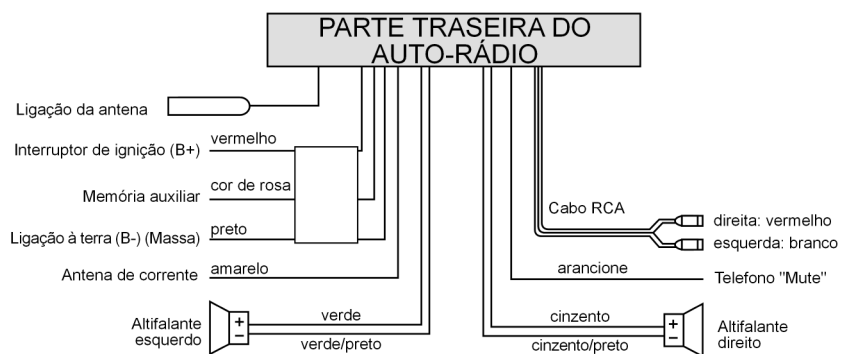 PARTE TRASEIRA DO
AUTO-RÁDIO
Ligação da antena
Interruptor de ignição (B+)
vermelho
Memória auxiliar
cor de rosa
Ligação à terra (B-) (Massa)
preto
Antena de corrente
amarelo
Altifalante
esquerdo
+
-
verde
verde/preto
Cabo RCA
direita: vermelho
esquerda: branco
arancione
Telefono "Mute"
cinzento
cinzento/preto
+
-
Altifalante
direito